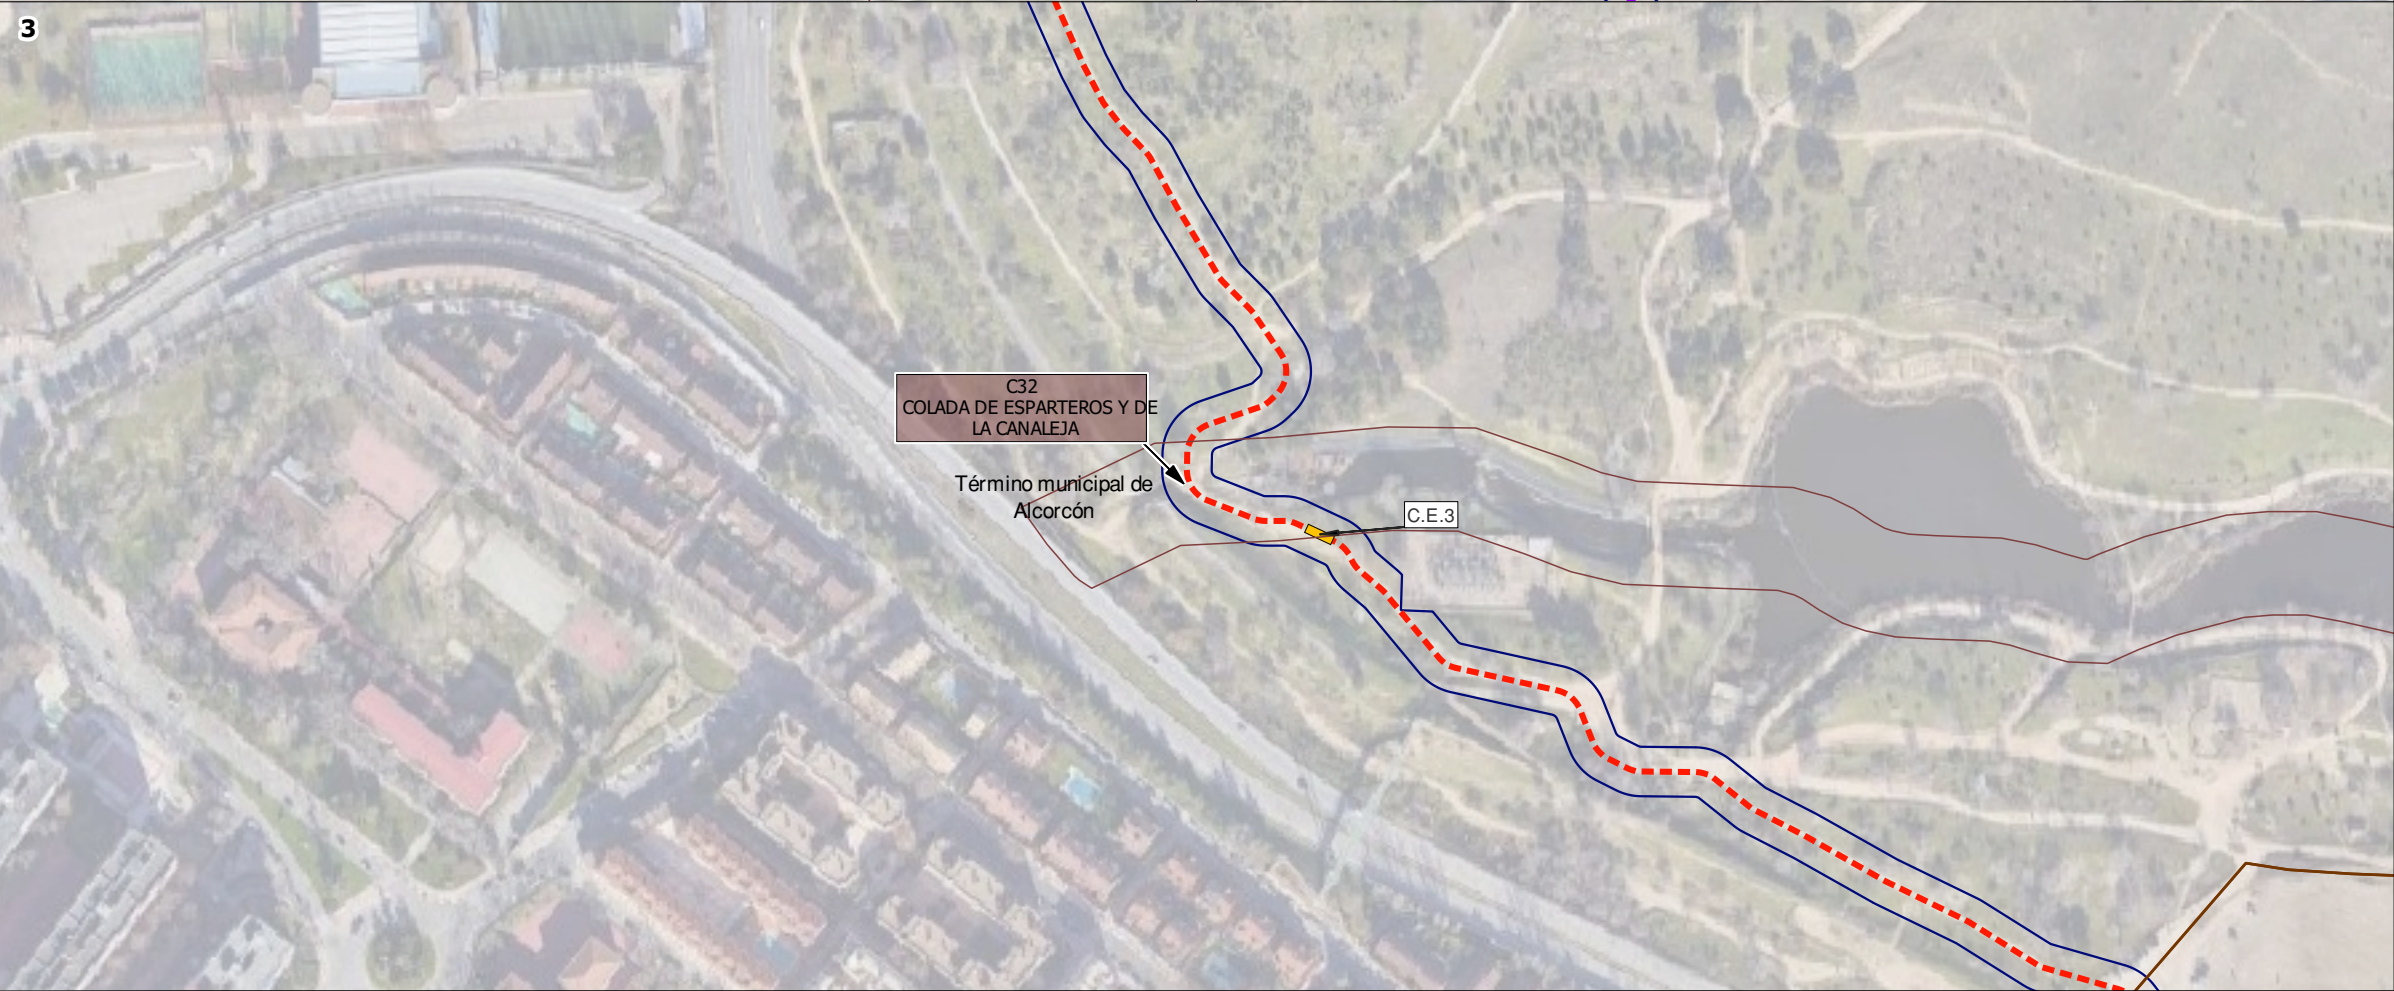 3
C32
COLADA DE ESPARTEROS Y DE
LA CANALEJA
Término municipal de
Alcorcón
C.E.3